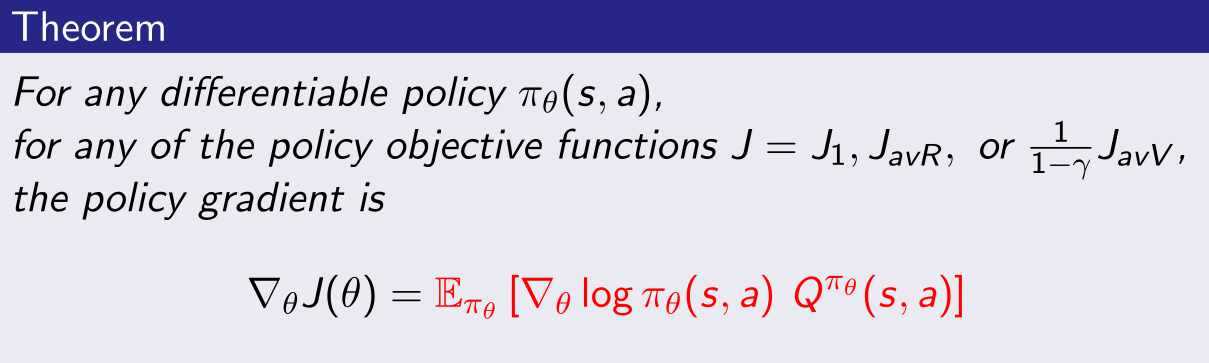 Theorem
For any differentiable policy $\pi_\theta(s, a)$,
for any of the policy objective functions $J = J_1, J_{avR},$ or $\frac{1}{1-\gamma} J_{avV}$,
the policy gradient is
$\nabla_\theta J(\theta) = \mathbb{E}_{\pi_\theta} [\nabla_\theta \log \pi_\theta(s, a) \; Q^{\pi_\theta}(s, a)]$